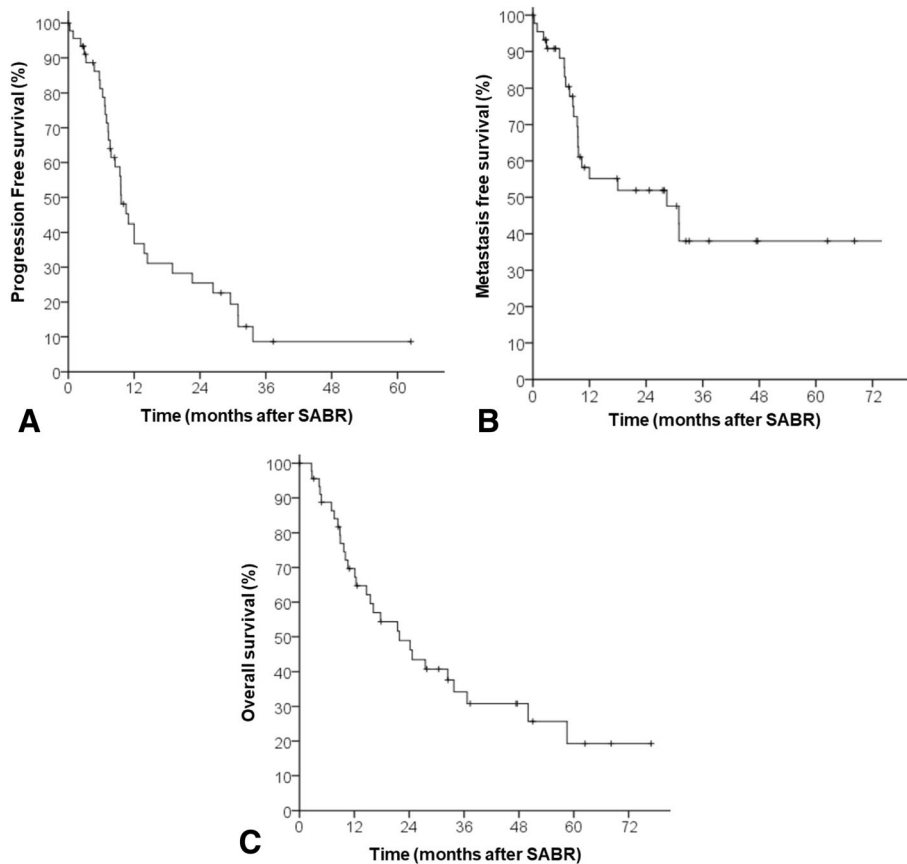 100
90
80
70
60
50
40
30
20
10
0
Progression Free survival (%)
0 12 24 36 48 60
Time (months after SABR)
A
100
90
80
70
60
50
40
30
20
10
0
Metastasis free survival (%)
0 12 24 36 48 60 72
Time (months after SABR)
B
100
90
80
70
60
50
40
30
20
10
0
Overall survival (%)
0 12 24 36 48 60 72
Time (months after SABR)
C